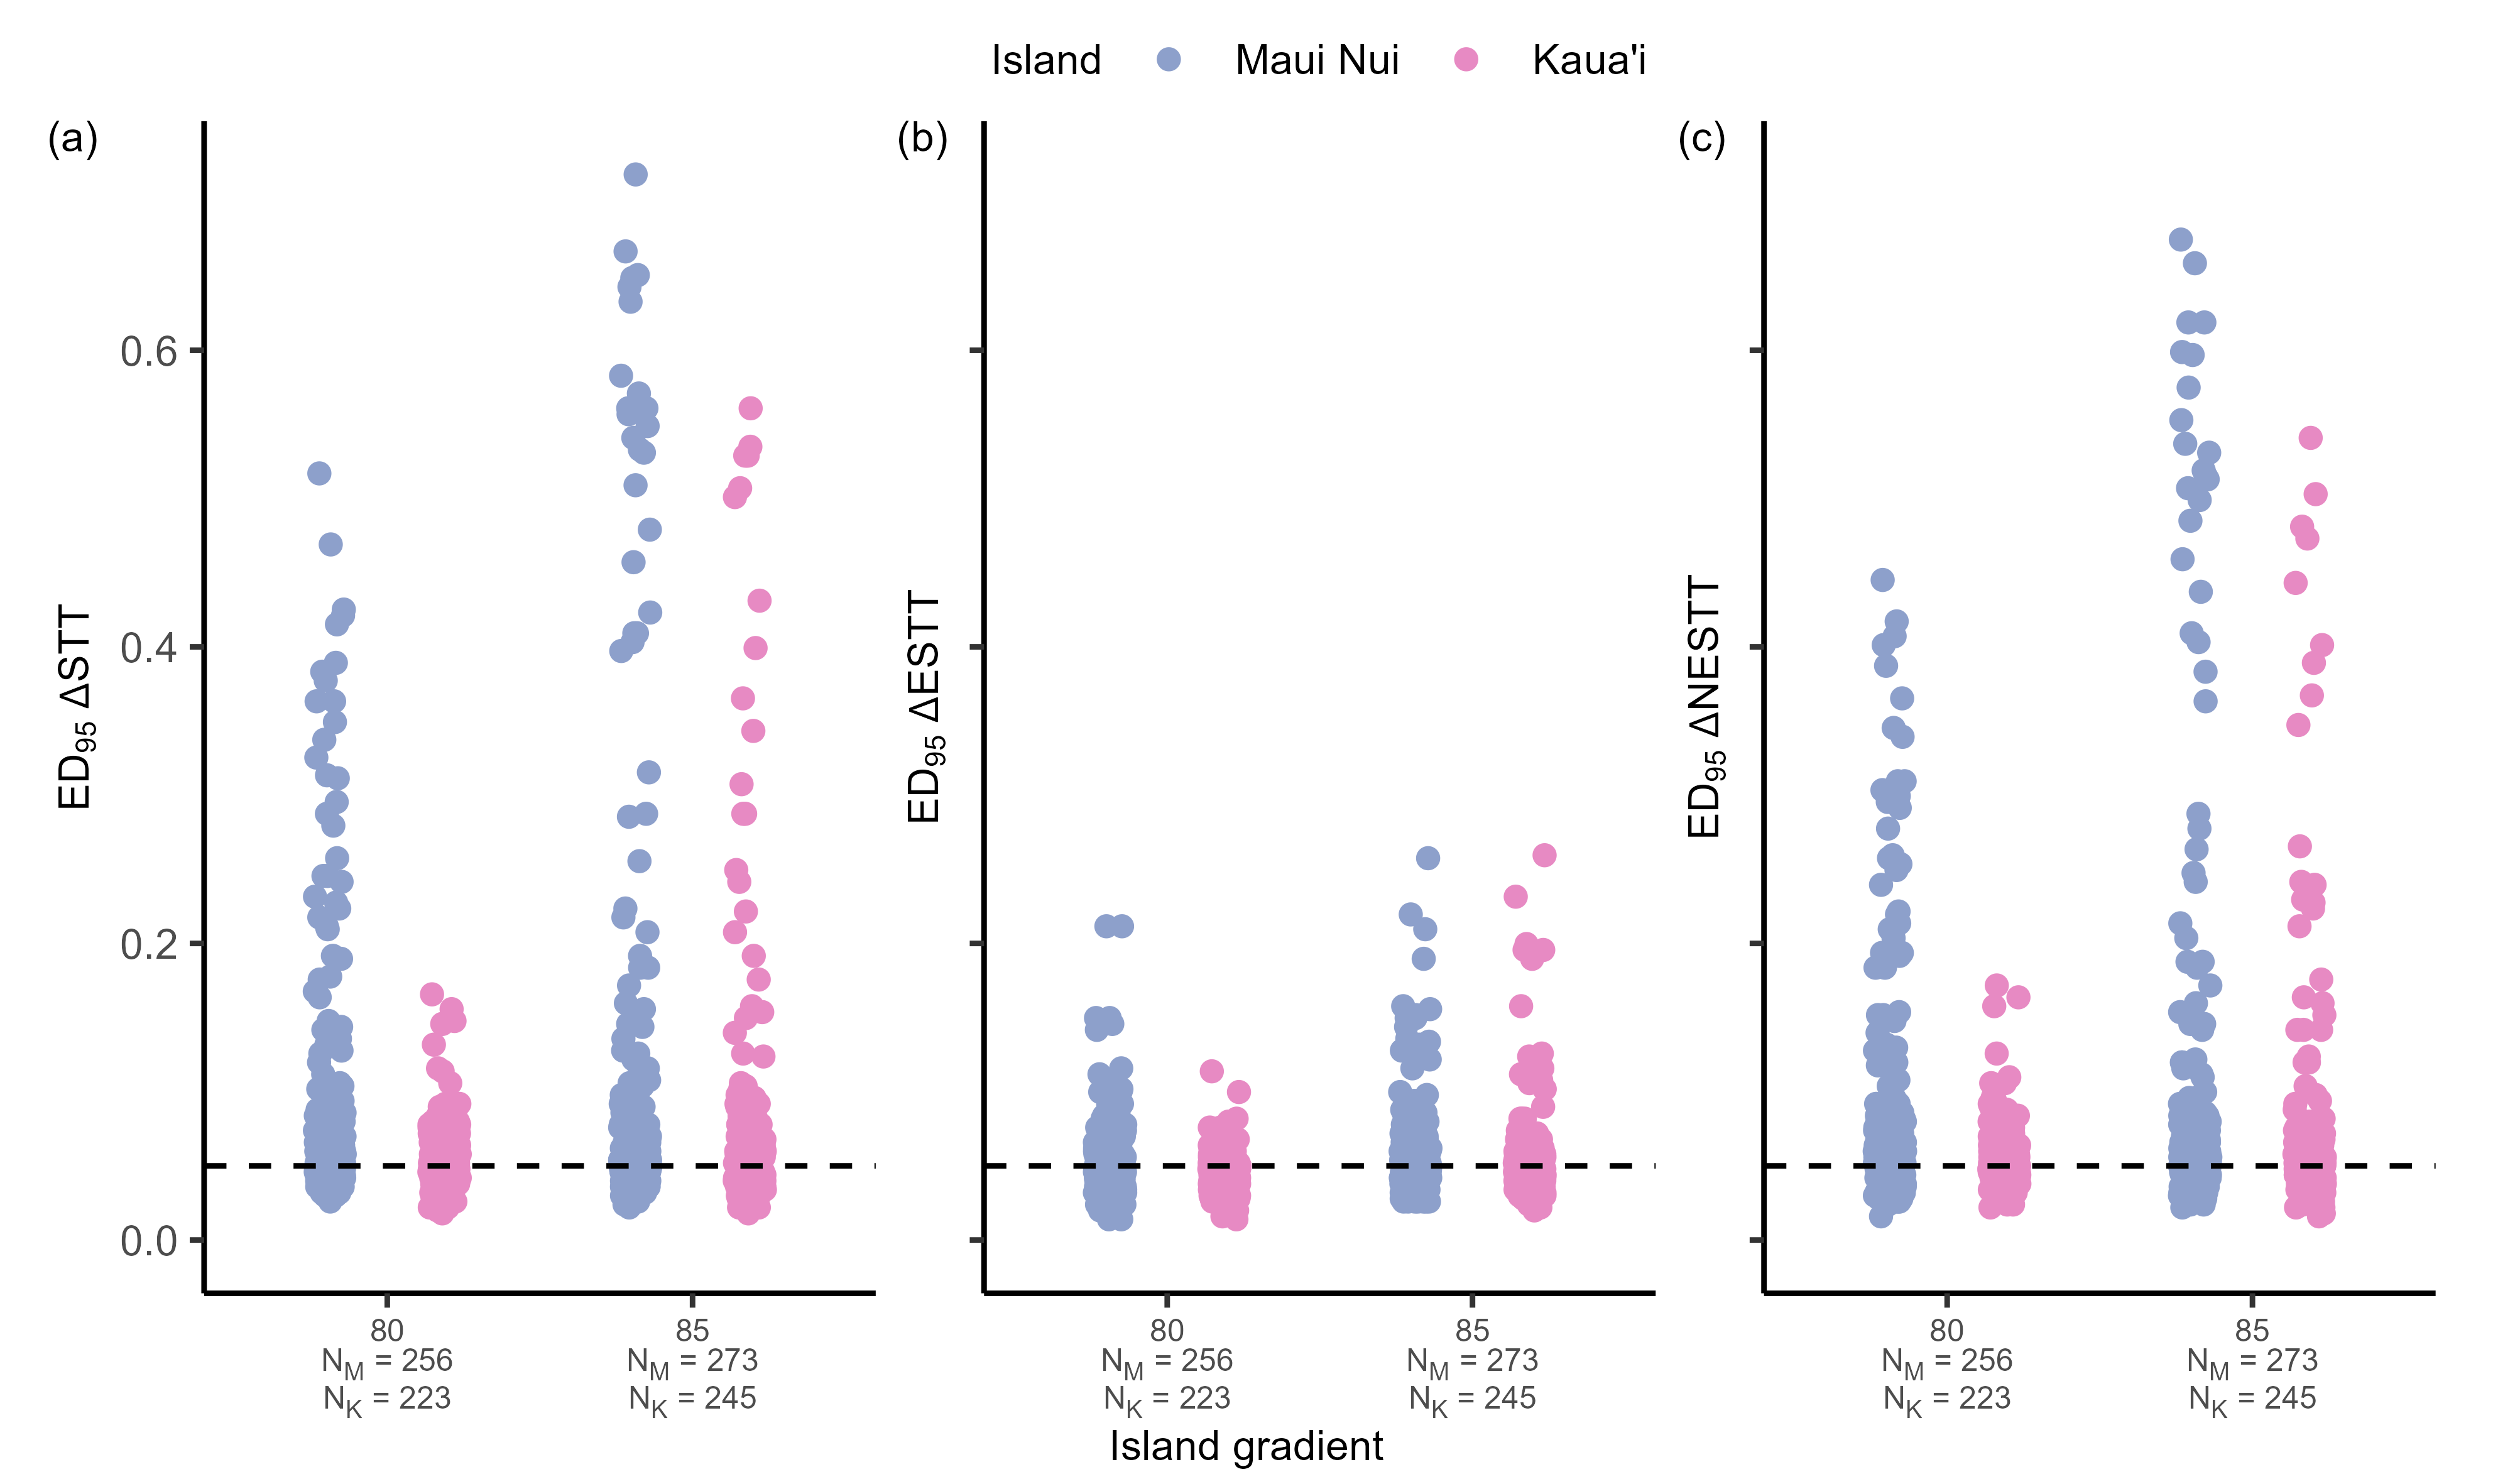 Island Maui Nui Kaua'i
(a)
ED95 ΔSTT
0.6
0.4
0.2
0.0
80
NM = 256
NK = 223
85
NM = 273
NK = 245
(b)
ED95 ΔESTT
80
NM = 256
NK = 223
85
NM = 273
NK = 245
(c)
ED95 ΔNESTT
80
NM = 256
NK = 223
85
NM = 273
NK = 245
Island gradient